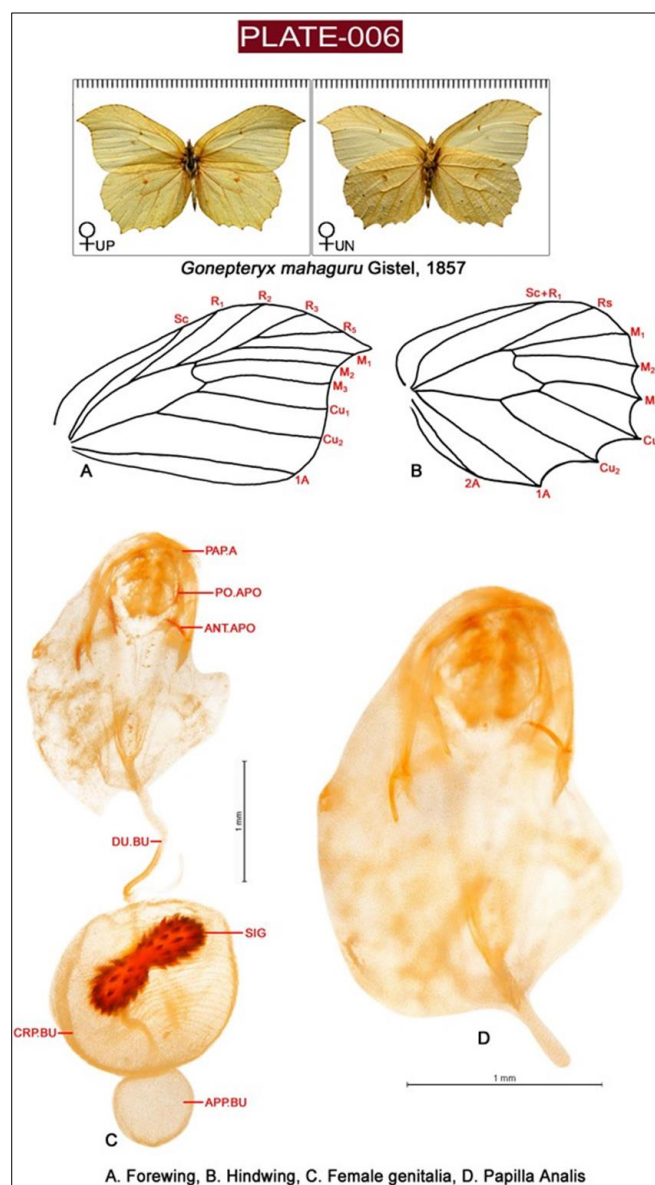 PLATE-006
♀UP
♀UN
Gonepteryx mahaguru Gistel, 1857
Sc R₁ R₂ R₃ R₅ M₁ M₂ M₃ Cu₁ Cu₂ 1A
A
Sc+R₁ Rs M₁ M₂ M Cu Cu₂ 1A 2A
B
PAP.A
PO.APO
ANT.APO
1 mm
DU.BU
SIG
CRP.BU
APP.BU
C
D
1 mm
A. Forewing, B. Hindwing, C. Female genitalia, D. Papilla Analis